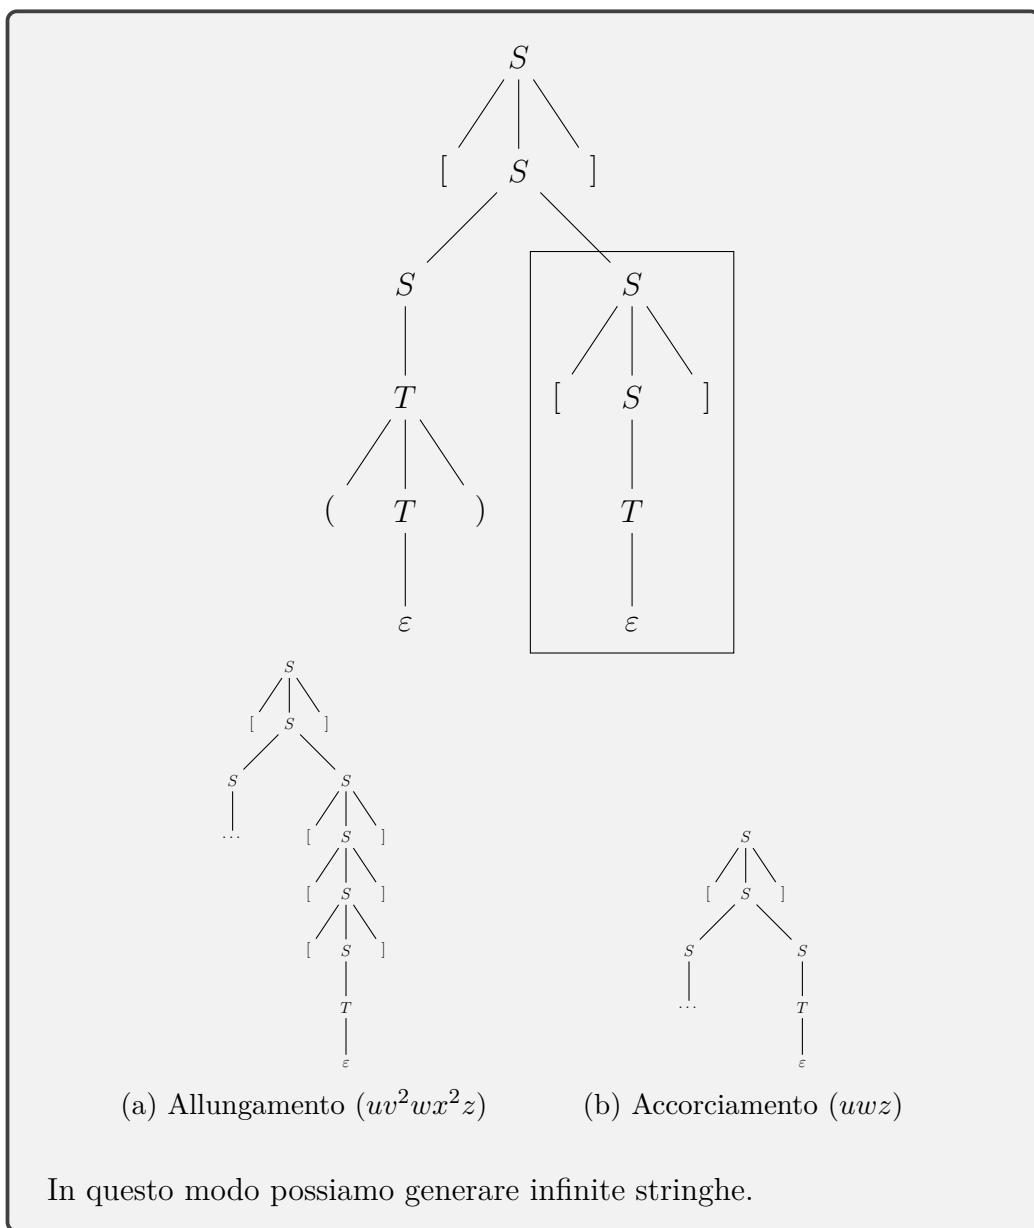 S
[ S ]
S S
T [ S ]
( T ) T
ε ε
S
[ S ]
S S
... [ S ] S
[ S ] [ S ]
[ S ] S S
T ... T
ε ε
(a) Allungamento (uv²wx²z) (b) Accorciamento (uwz)
In questo modo possiamo generare infinite stringhe.